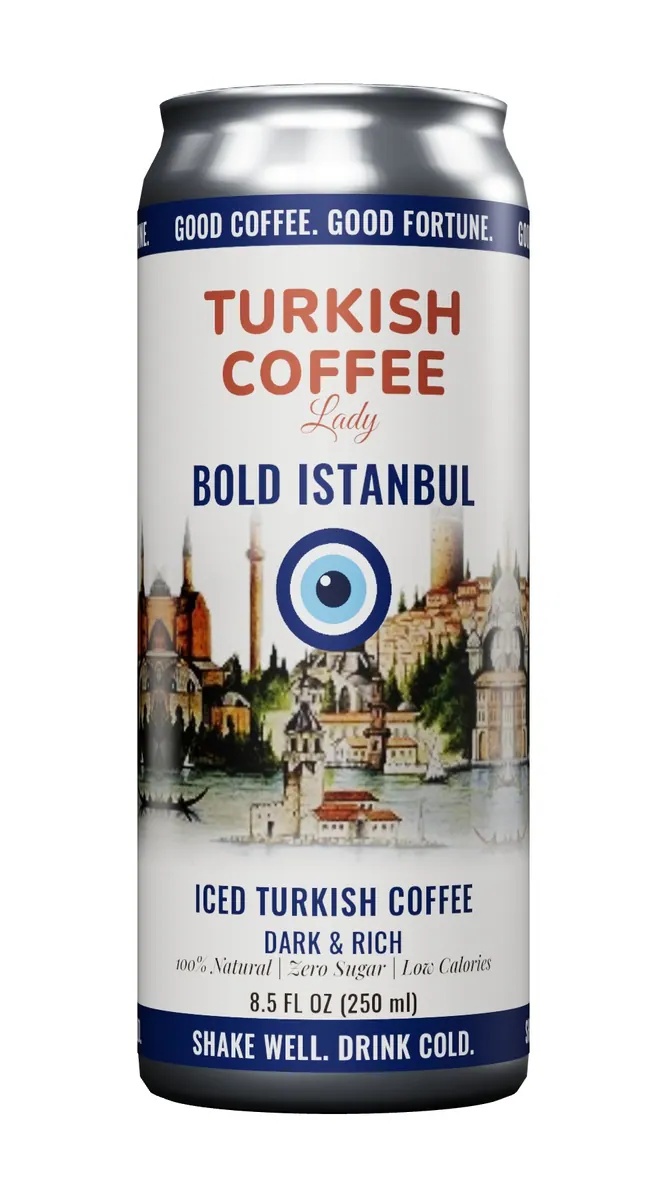 GOOD COFFEE. GOOD FORTUNE.
TURKISH
COFFEE
Lady
BOLD ISTANBUL
ICED TURKISH COFFEE
DARK & RICH
100% Natural | Zero Sugar | Low Calories
8.5 FL OZ (250 ml)
SHAKE WELL. DRINK COLD.